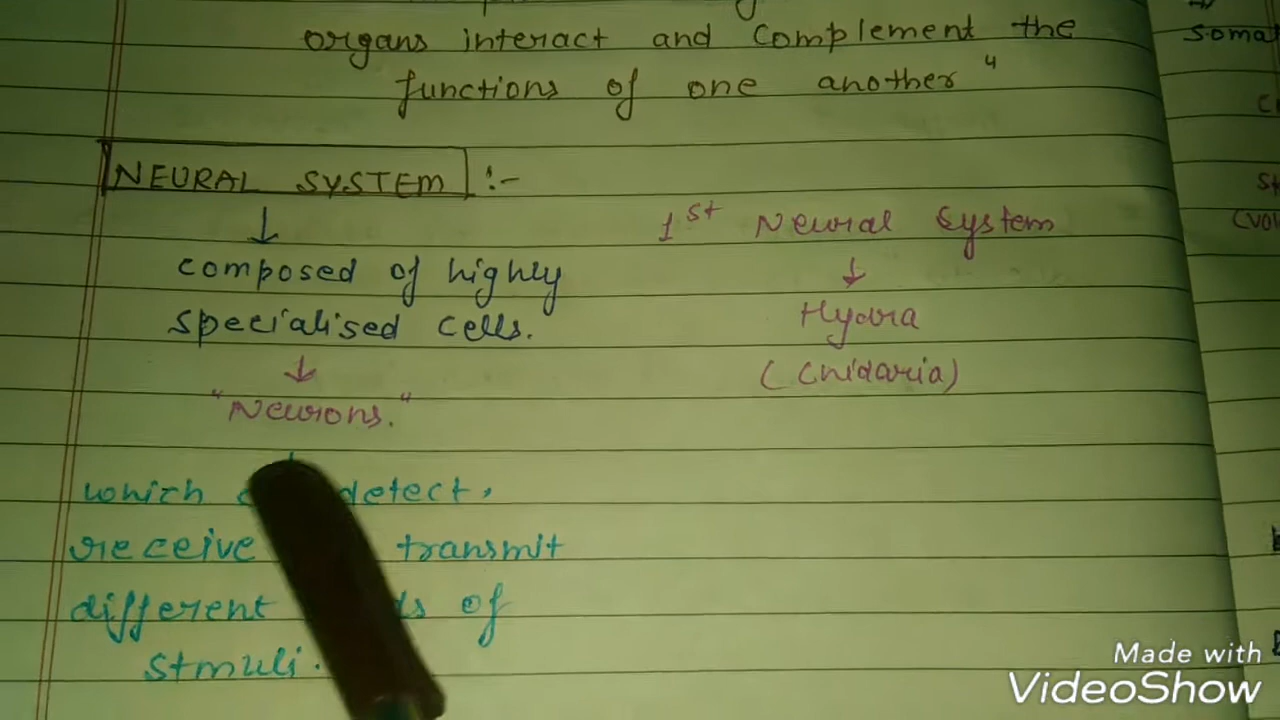 organs interact and complement the
functions of one another"
NEURAL SYSTEM :-
↓
composed of highly
specialised cells.
↓
"Neurons."
which detect,
receive transmit
different of
stmuli.
1st Neural System
↓
Hydra
(Cnidaria)
Soma
Made with
VideoShow